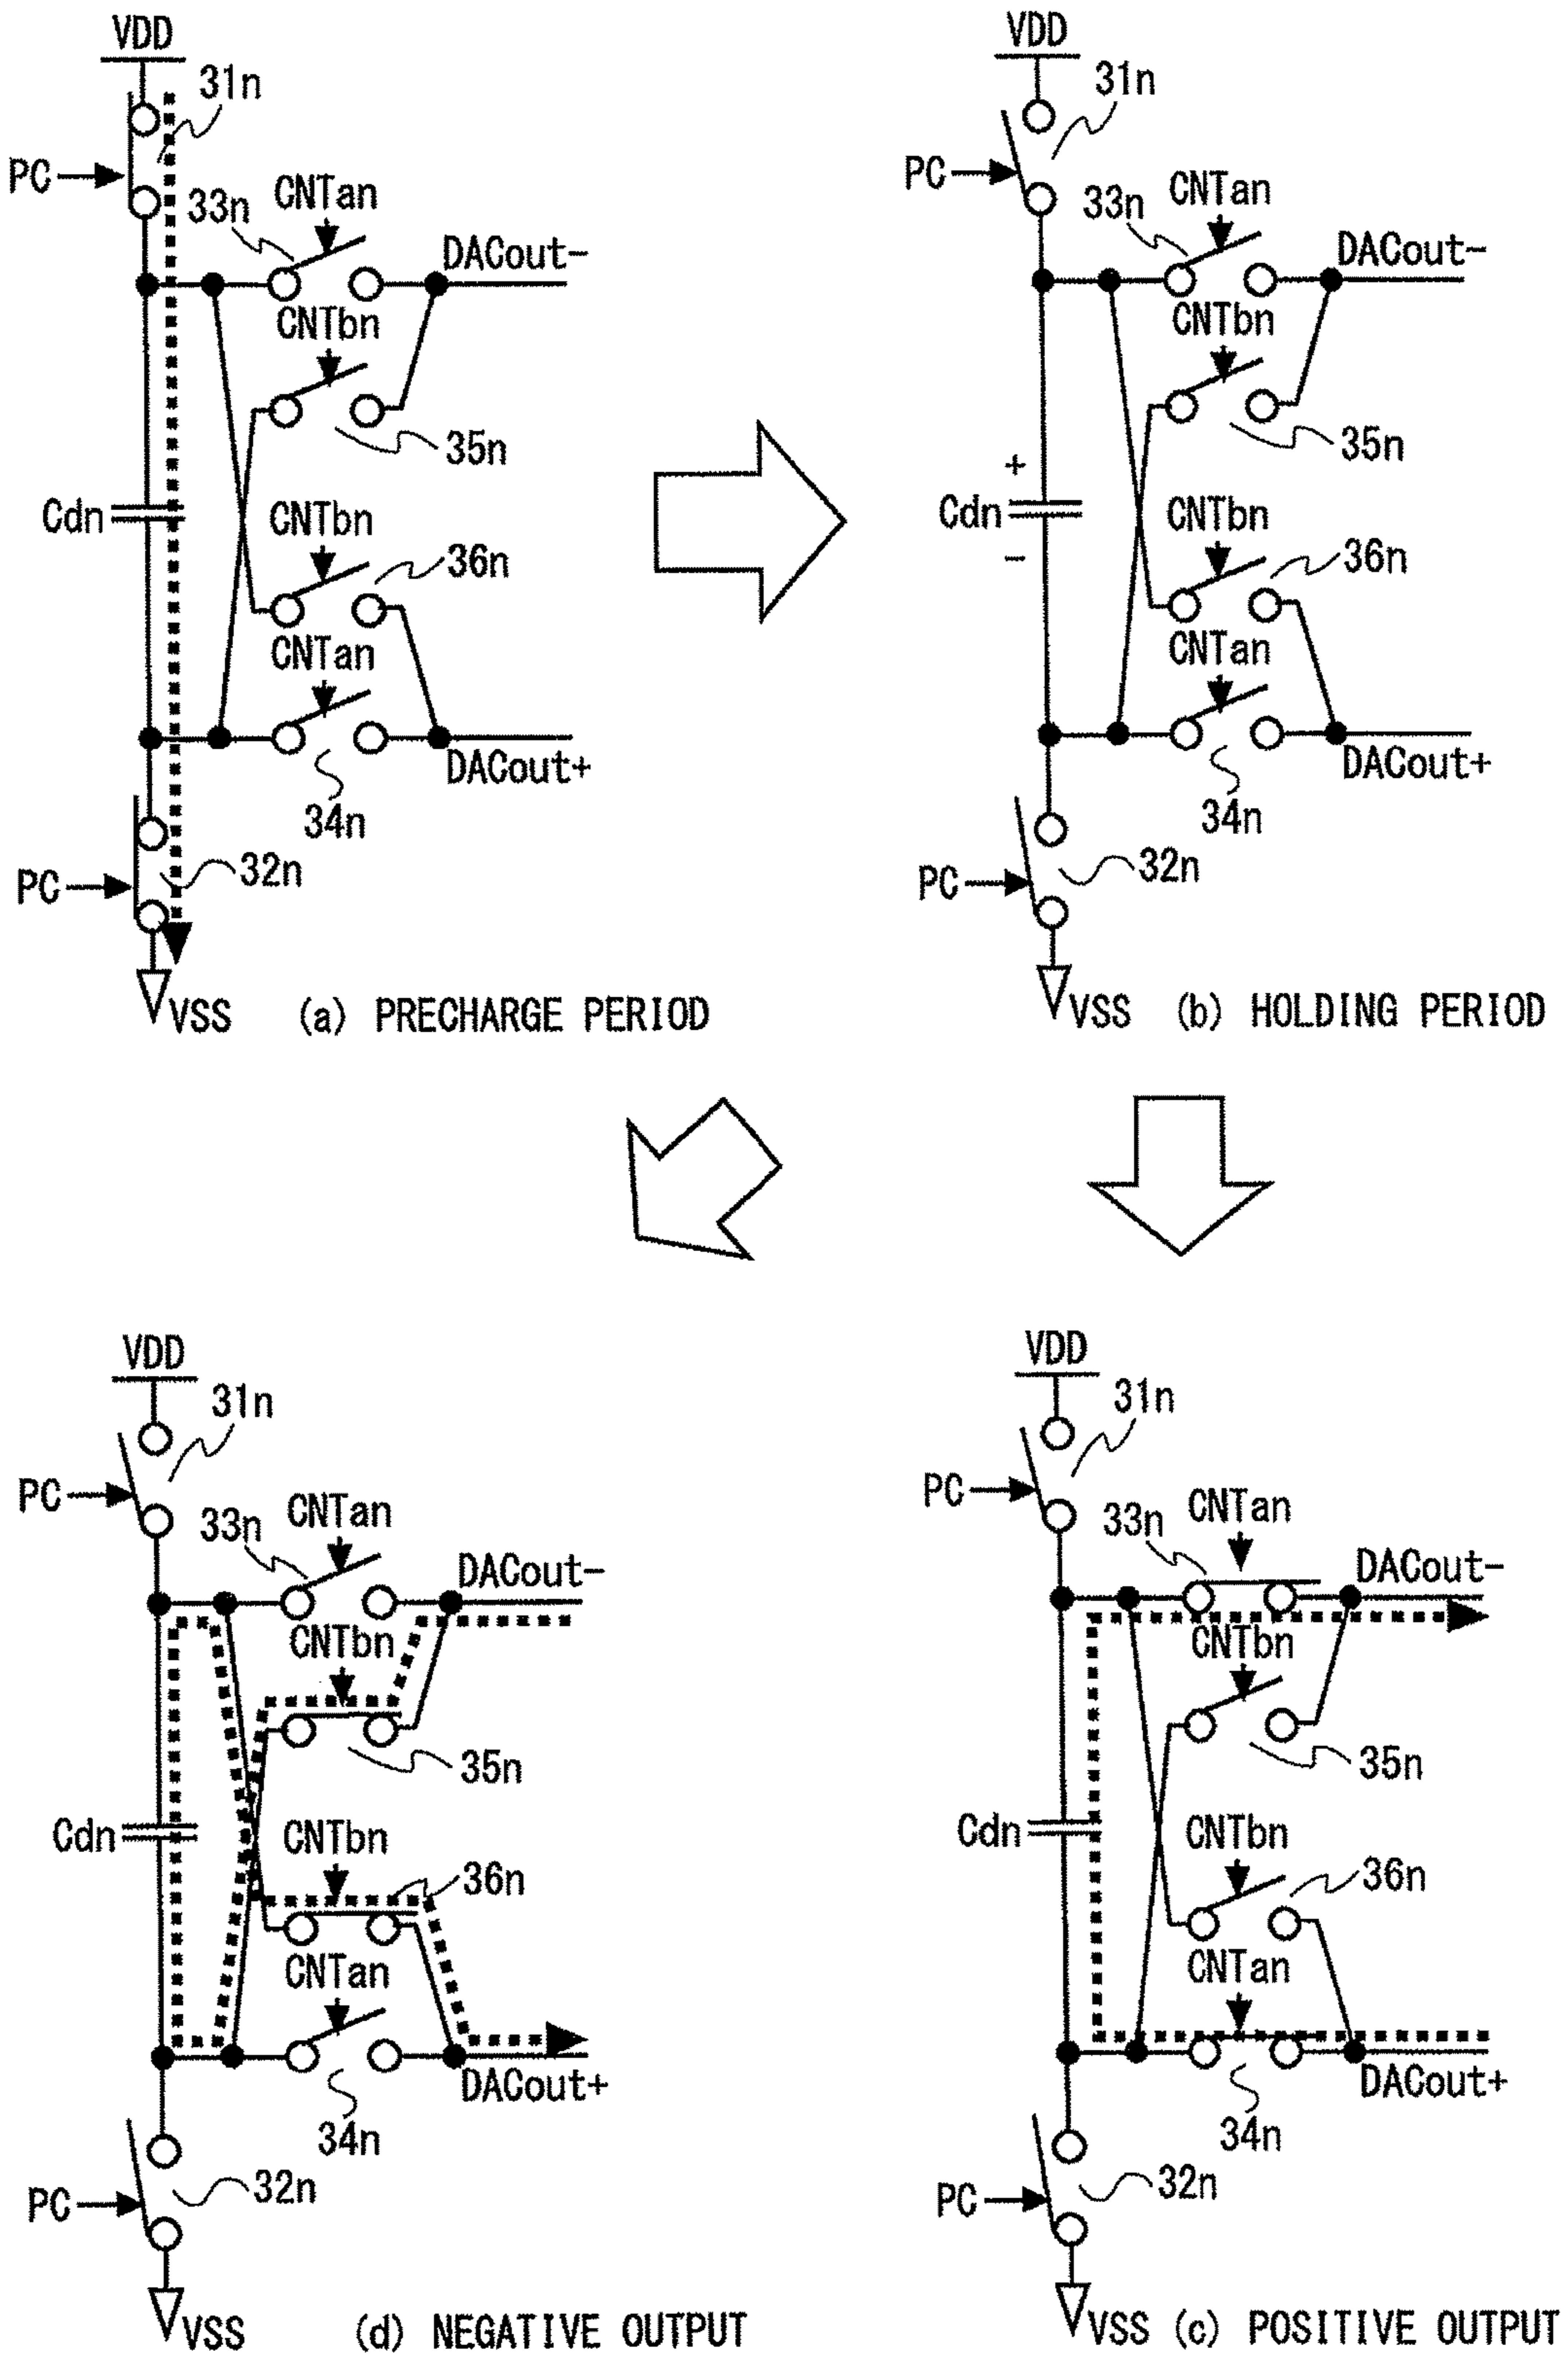 VDD
31n
PC
CNTan
33n
DACout-
CNTbn
35n
Cdn
CNTbn
36n
CNTan
DACout+
34n
32n
PC
VSS
(a) PRECHARGE PERIOD
VDD
31n
PC
CNTan
33n
DACout-
CNTbn
35n
+
Cdn
-
CNTbn
36n
CNTan
DACout+
34n
32n
PC
VSS
(b) HOLDING PERIOD
VDD
31n
PC
CNTan
33n
DACout-
CNTbn
35n
Cdn
CNTbn
36n
CNTan
DACout+
34n
32n
PC
VSS
(d) NEGATIVE OUTPUT
VDD
31n
PC
CNTan
33n
DACout-
CNTbn
35n
Cdn
CNTbn
36n
CNTan
DACout+
34n
32n
PC
VSS
(c) POSITIVE OUTPUT